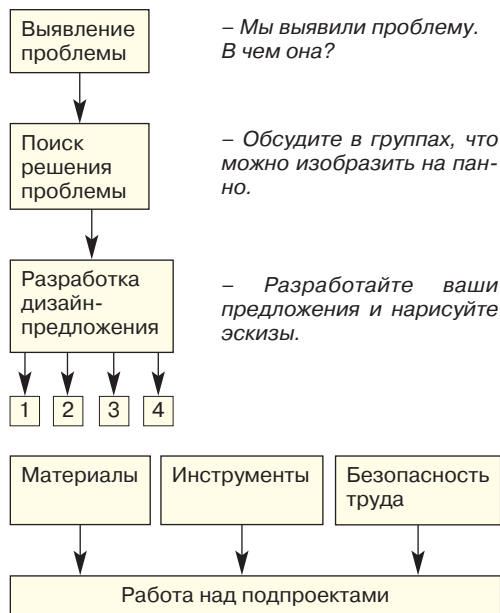 Выявление
проблемы
– Мы выявили проблему.
В чем она?
Поиск
решения
проблемы
– Обсудите в группах, что
можно изобразить на пан-
но.
Разработка
дизайн-
предложения
– Разработайте ваши
предложения и нарисуйте
эскизы.
1 2 3 4
Материалы
Инструменты
Безопасность
труда
Работа над подпроектами